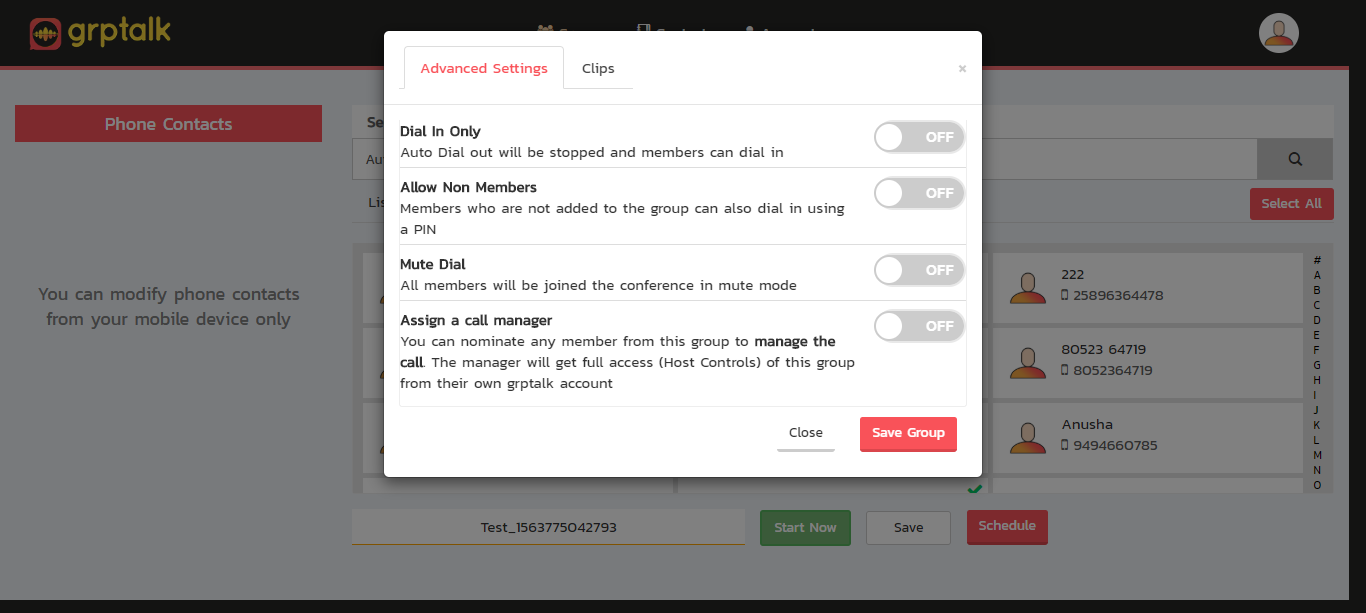 grptalk
Advanced Settings
Clips
×
Phone Contacts
Se
Dial In Only
OFF
Auto Dial out will be stopped and members can dial in
Au
Allow Non Members
OFF
Members who are not added to the group can also dial in using
a PIN
Lis
Select All
Mute Dial
OFF
All members will be joined the conference in mute mode
Assign a call manager
OFF
You can nominate any member from this group to manage the
call. The manager will get full access (Host Controls) of this group
from their own grptalk account
Close
Save Group
You can modify phone contacts
from your mobile device only
222
25896364478
80523 64719
8052364719
Anusha
9494660785
#
A
B
C
D
E
F
G
H
I
J
K
L
M
N
O
Test_1563775042793
Start Now
Save
Schedule